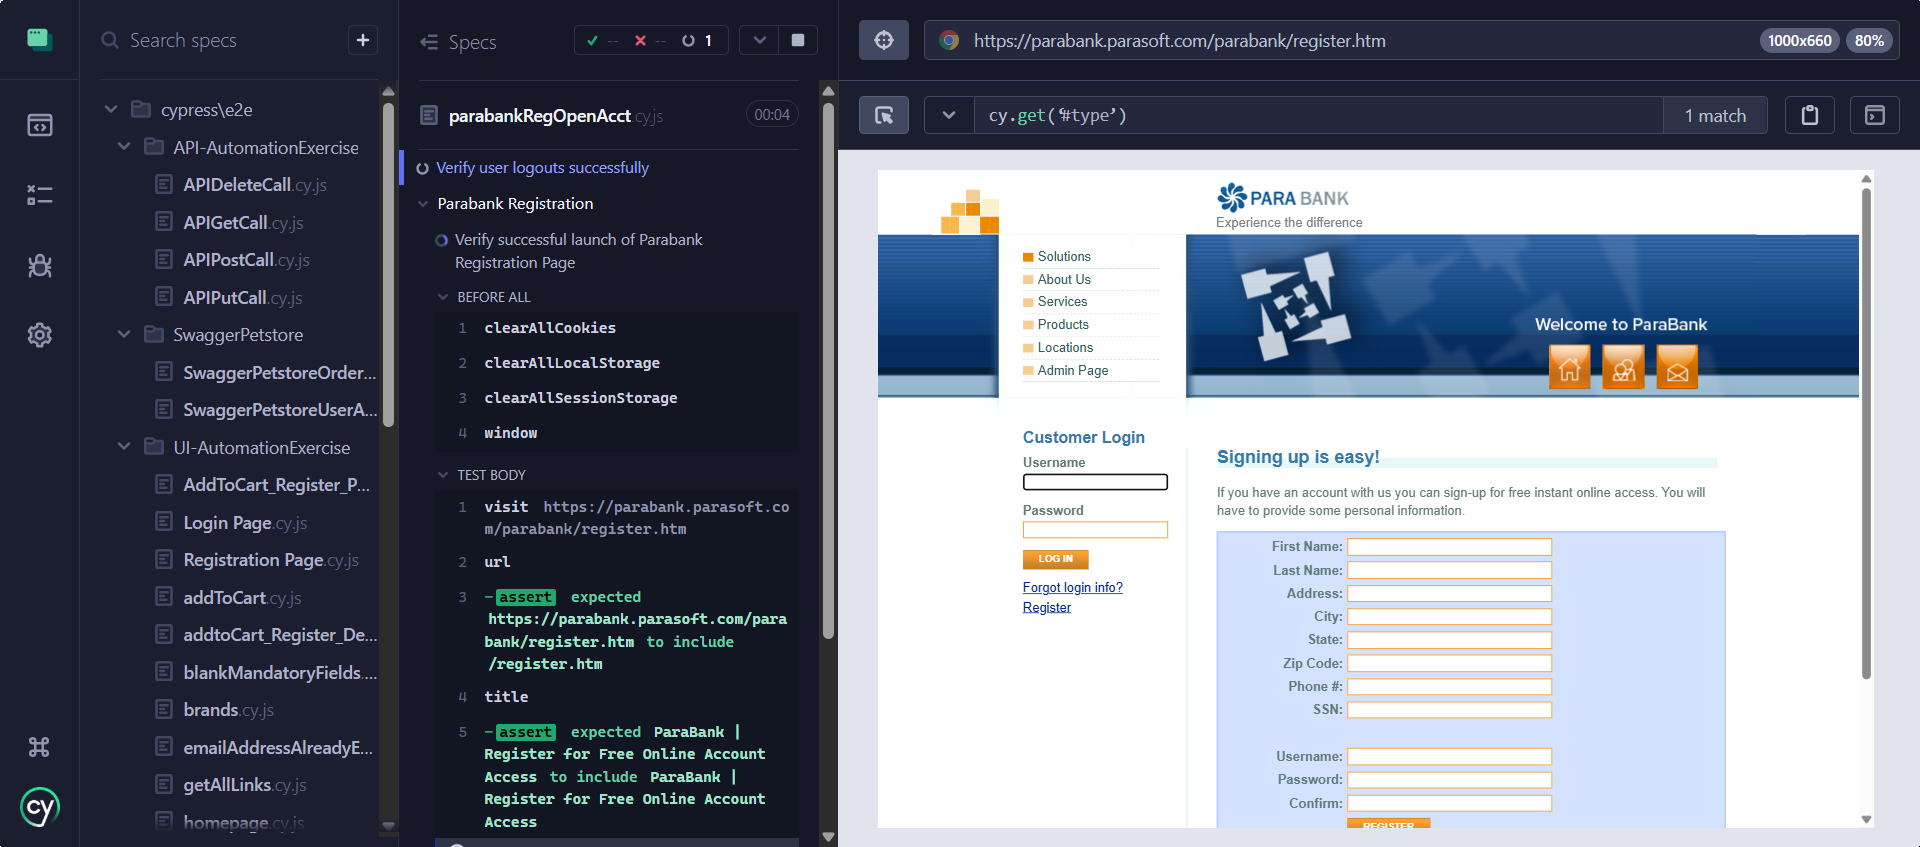 Search specs
+
cypress\e2e
API-AutomationExercise
APIDeleteCall.cy.js
APIGetCall.cy.js
APIPostCall.cy.js
APIPutCall.cy.js
SwaggerPetstore
SwaggerPetstoreOrder...
SwaggerPetstoreUserA...
UI-AutomationExercise
AddToCart_Register_P...
Login Page.cy.js
Registration Page.cy.js
addToCart.cy.js
addtoCart_Register_De...
blankMandatoryFields....
brands.cy.js
emailAddressAlreadyE...
getAllLinks.cy.js
homepage.cy.js
cy
Specs
-- -- 1
parabankRegOpenAcct.cy.js 00:04
Verify user logouts successfully
Parabank Registration
Verify successful launch of Parabank
Registration Page
BEFORE ALL
1 clearAllCookies
2 clearAllLocalStorage
3 clearAllSessionStorage
4 window
TEST BODY
1 visit https://parabank.parasoft.co
m/parabank/register.htm
2 url
3 -assert expected
https://parabank.parasoft.com/para
bank/register.htm to include
/register.htm
4 title
5 -assert expected ParaBank |
Register for Free Online Account
Access to include ParaBank |
Register for Free Online Account
Access
https://parabank.parasoft.com/parabank/register.htm 1000x660 80%
cy.get(‘#type’) 1 match
PARA BANK
Experience the difference
Solutions
About Us
Services
Products
Locations
Admin Page
Welcome to ParaBank
Customer Login
Username
Password
LOG IN
Forgot login info?
Register
Signing up is easy!
If you have an account with us you can sign-up for free instant online access. You will
have to provide some personal information.
First Name:
Last Name:
Address:
City:
State:
Zip Code:
Phone #:
SSN:
Username:
Password:
Confirm:
REGISTER